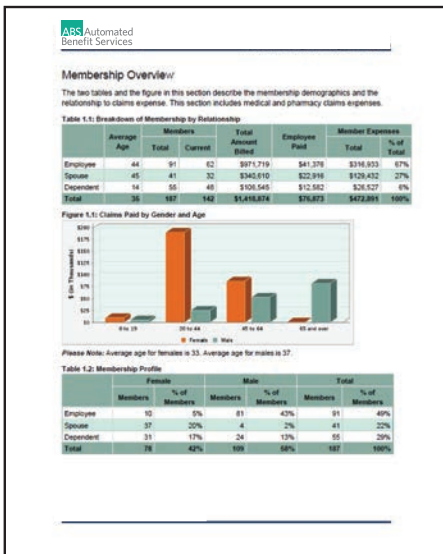 ABS Automated
Benefit Services
Membership Overview
The two tables and the figure in this section describe the membership demographics and the
relationship to claims expense. This section includes medical and pharmacy claims expenses.
Table 1.1: Breakdown of Membership by Relationship
Average Age Members Total Amount Billed Employee Paid Member Expenses
Total Current Total % of Total
Employee 44 91 62 $971,719 $41,376 $316,933 67%
Spouse 45 41 32 $340,610 $22,916 $129,432 27%
Dependent 14 55 48 $106,545 $12,582 $26,527 6%
Total 35 187 142 $1,418,874 $76,873 $472,891 100%
Figure 1.1: Claims Paid by Gender and Age
$ (in Thousands)
$200
$175
$150
$125
$100
$75
$50
$25
$0
0 to 19 20 to 44 45 to 64 65 and over
Female Male
Please Note: Average age for females is 33. Average age for males is 37.
Table 1.2: Membership Profile
Female Male Total
Members % of Members Members % of Members Members % of Members
Employee 10 5% 81 43% 91 49%
Spouse 37 20% 4 2% 41 22%
Dependent 31 17% 24 13% 55 29%
Total 78 42% 109 58% 187 100%